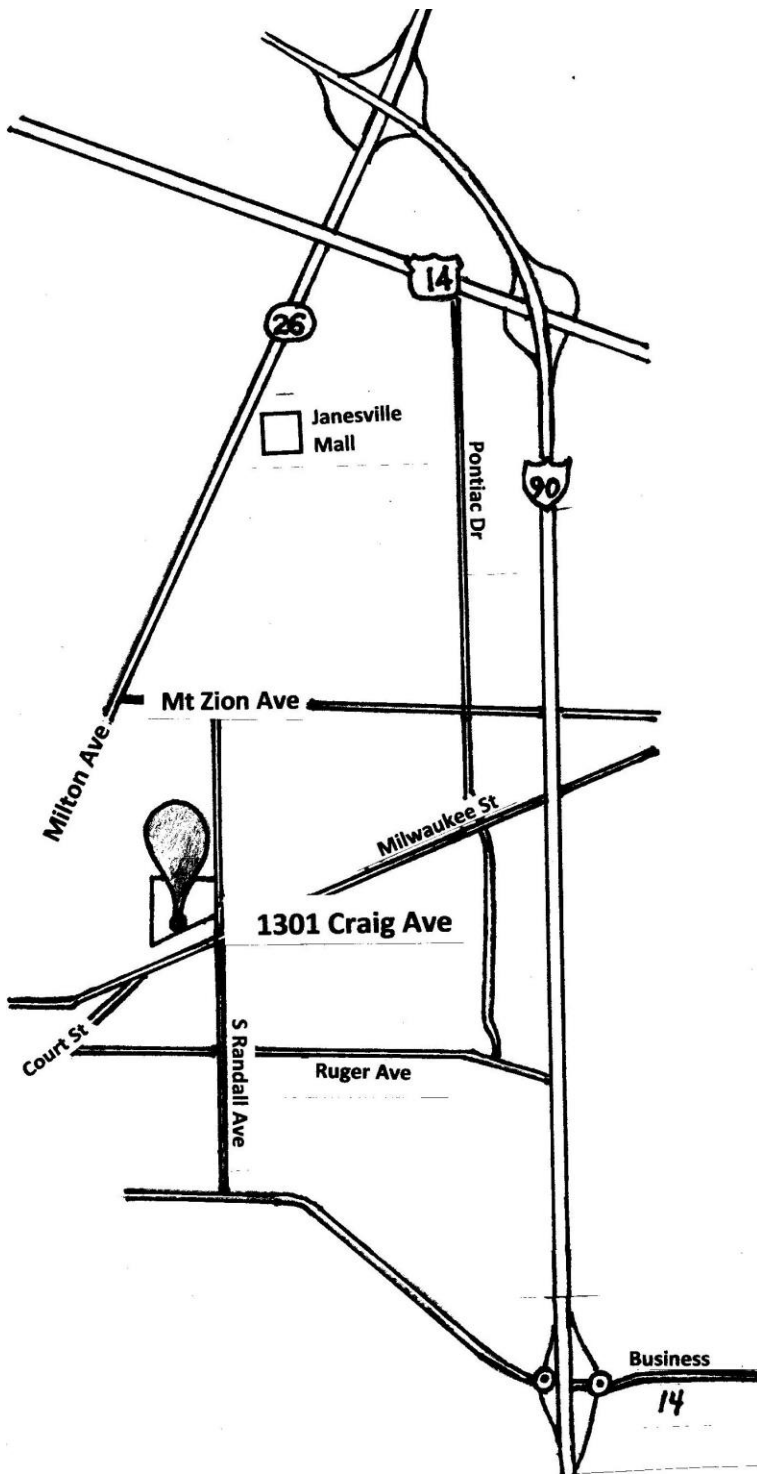 14
26
Janesville
Mall
Pontiac Dr
90
Mt Zion Ave
Milton Ave
Milwaukee St
1301 Craig Ave
Court St
S Randall Ave
Ruger Ave
Business
14